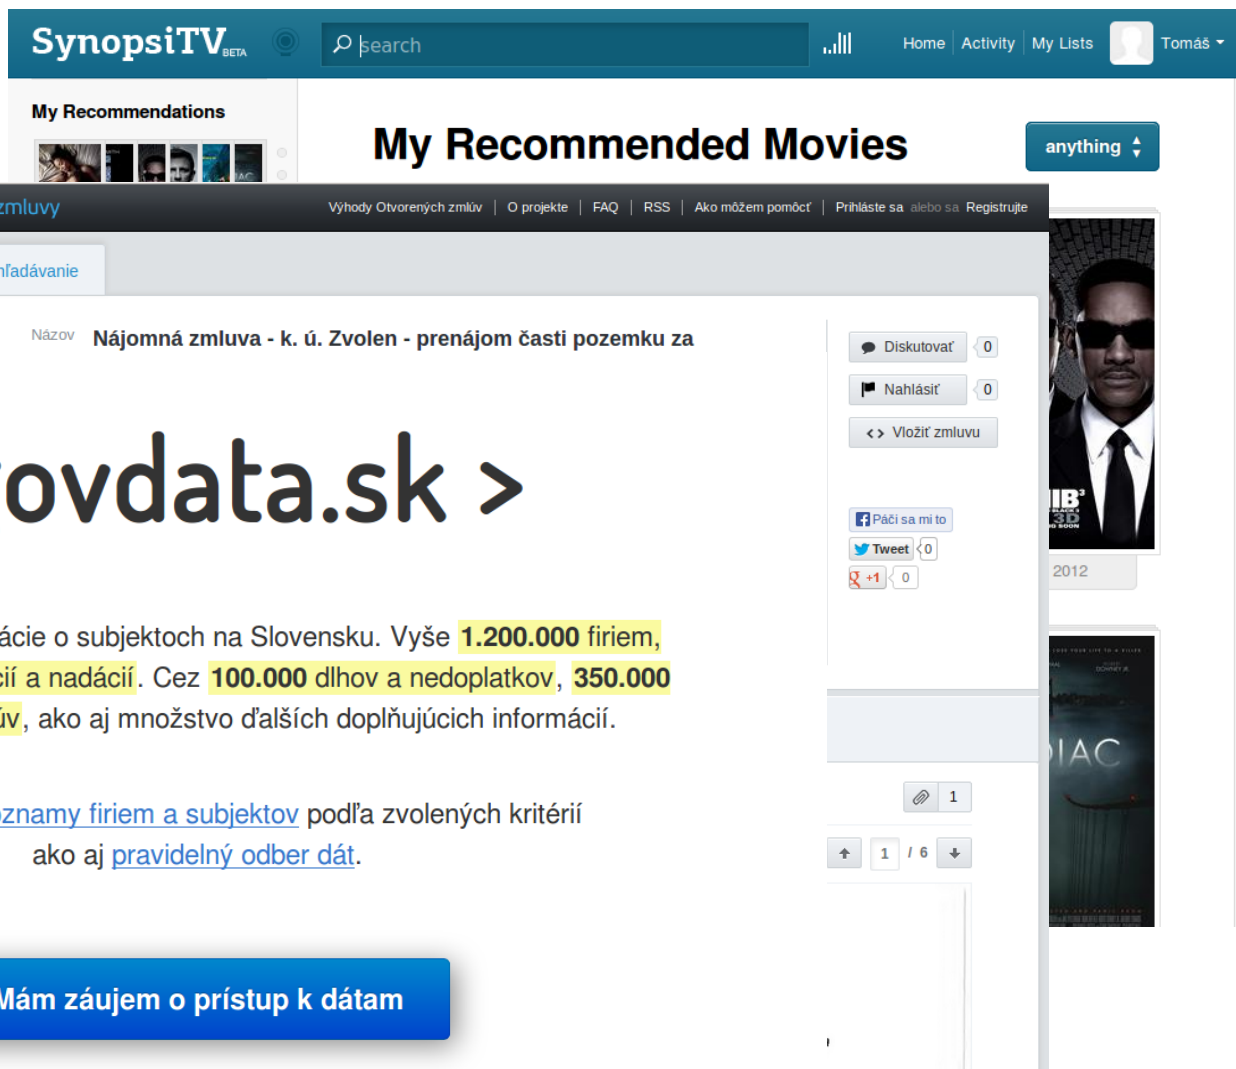 SynopsiTV BETA
search
Home Activity My Lists Tomáš
My Recommendations
My Recommended Movies
anything
zmluvy
Výhody Otvorených zmlúv | O projekte | FAQ | RSS | Ako môžem pomôcť | Prihláste sa alebo sa Registrujte
hľadávanie
Názov Nájomná zmluva - k. ú. Zvolen - prenájom časti pozemku za
Diskutovať 0
Nahlásiť 0
<> Vložiť zmluvu
ovdata.sk >
IB³
3D
Páči sa mi to
Tweet 0
+1 0
2012
ácie o subjektoch na Slovensku. Vyše 1.200.000 firiem,
cií a nadácií. Cez 100.000 dlhov a nedoplatkov, 350.000
úv, ako aj množstvo ďalších doplňujúcich informácií.
DOWNEY JR.
IAC
1
oznamy firiem a subjektov podľa zvolených kritérií
ako aj pravidelný odber dát.
1 / 6
Mám záujem o prístup k dátam